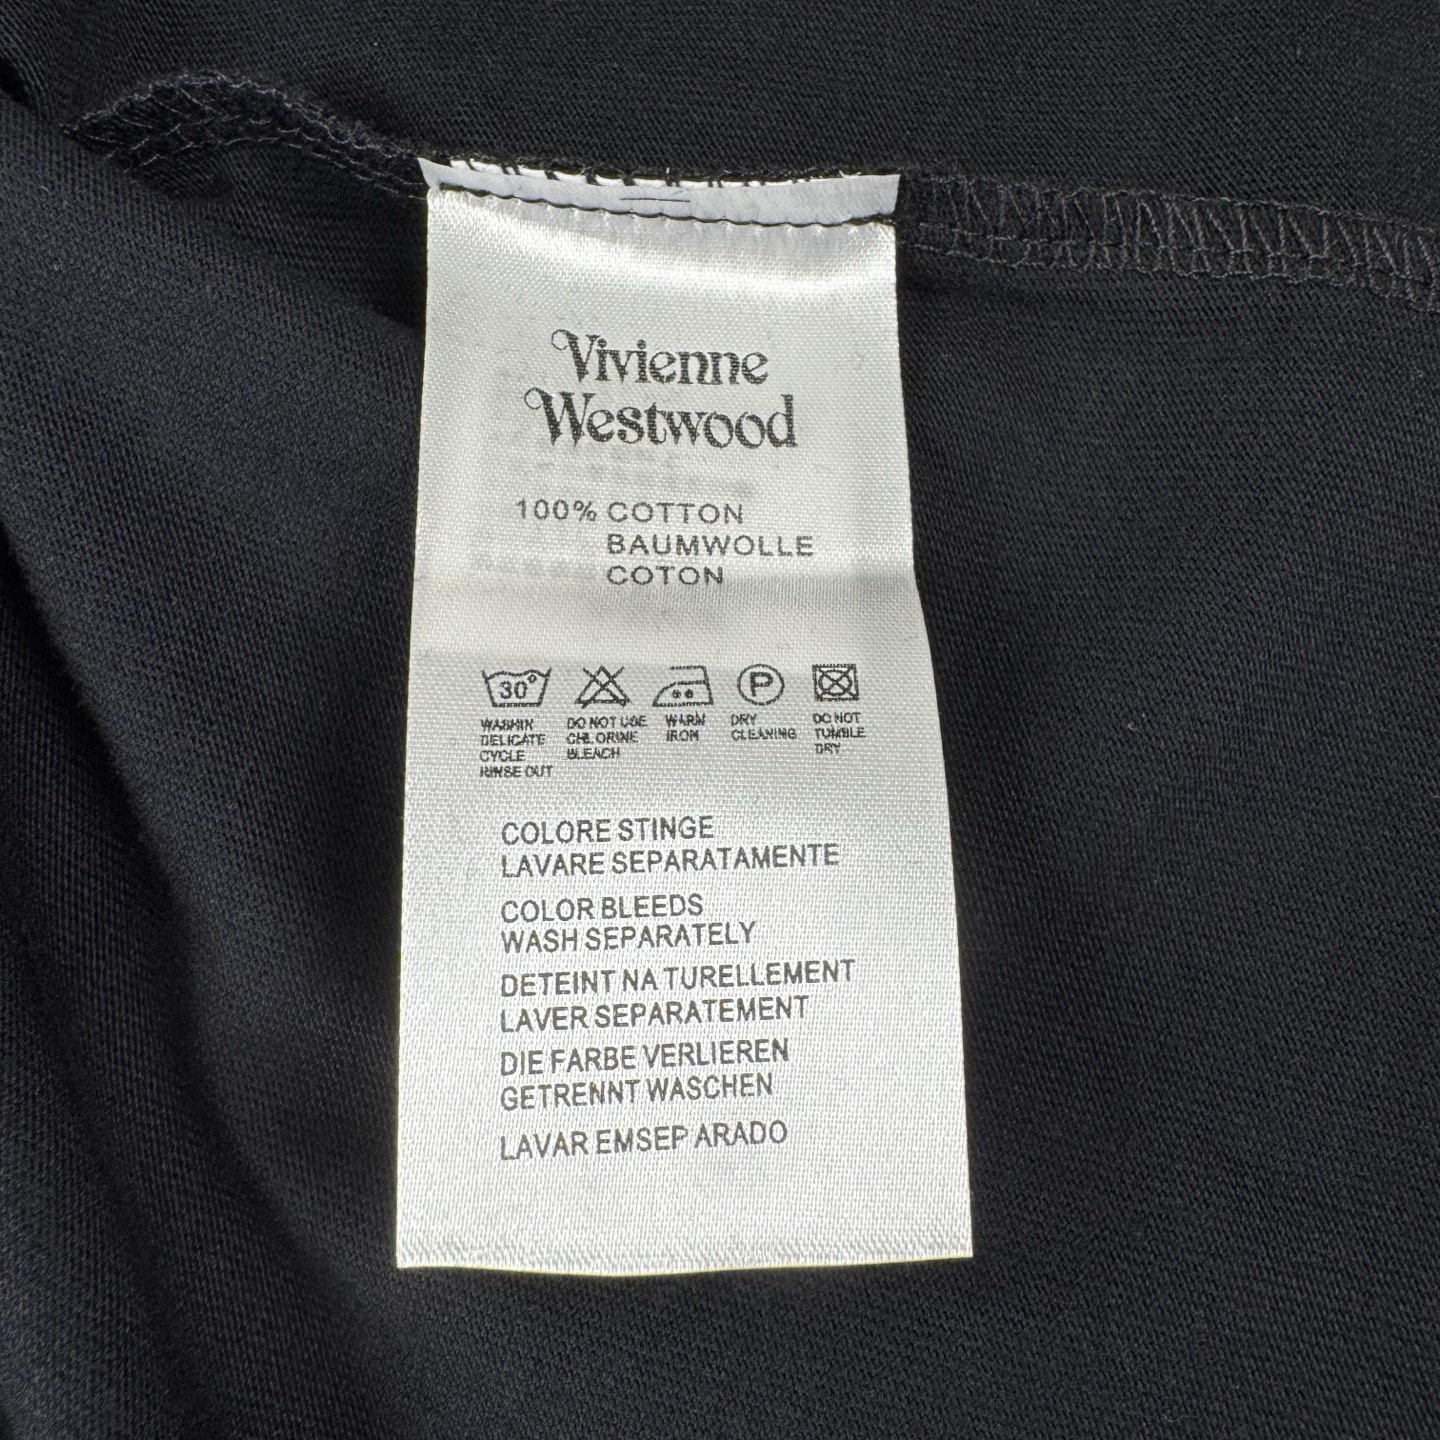 Vivienne
Westwood
100% COTTON
BAUMWOLLE
COTON
30°
P
WASHIN
DELICATE
CYCLE
RINSE OUT
DO NOT USE
CHLORINE
BLEACH
WARM
IRON
DRY
CLEANING
DO NOT
TUMBLE
DRY
COLORE STINGE
LAVARE SEPARATAMENTE
COLOR BLEEDS
WASH SEPARATELY
DETEINT NA TURELLEMENT
LAVER SEPARATEMENT
DIE FARBE VERLIEREN
GETRENNT WASCHEN
LAVAR EMSEP ARADO